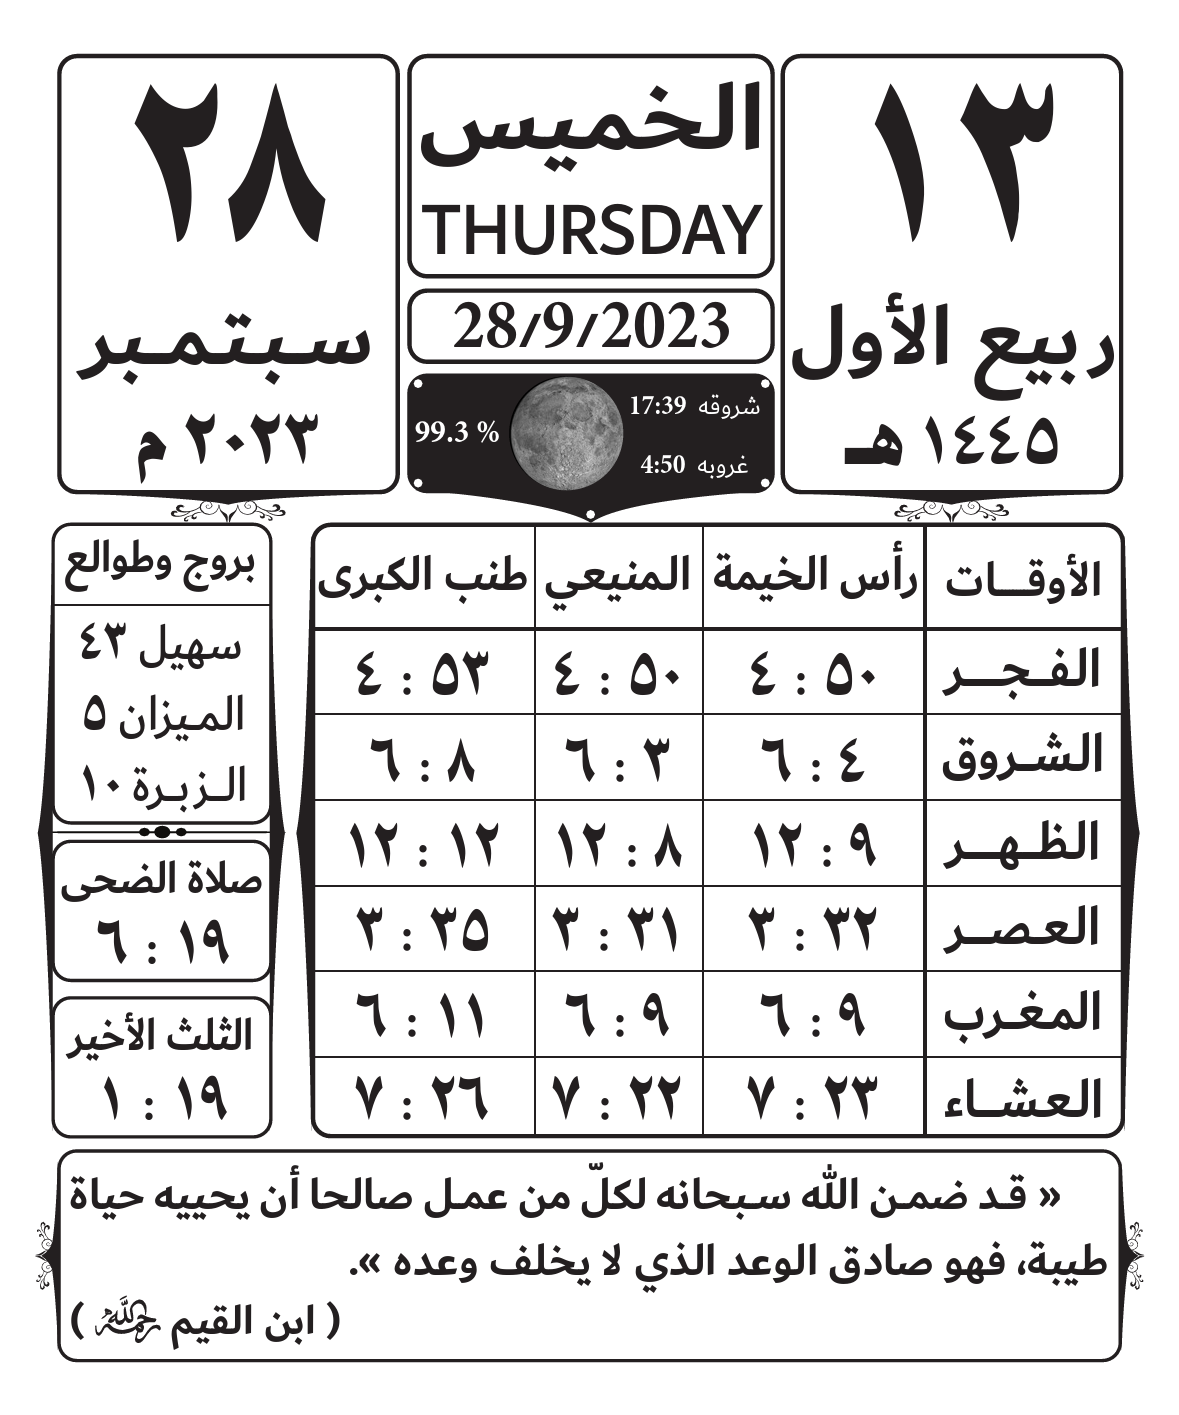 ١٣
ربيع الأول
١٤٤٥ هـ
الخميس
THURSDAY
28/9/2023
شروقه 17:39
غروبه 4:50
99.3 %
٢٨
سبتمبر
٢٠٢٣ م
الأوقات رأس الخيمة المنيعي طنب الكبرى
الفجر ٤ : ٥٠ ٤ : ٥٠ ٤ : ٥٣
الشروق ٦ : ٤ ٦ : ٣ ٦ : ٨
الظهر ١٢ : ٩ ١٢ : ٨ ١٢ : ١٢
العصر ٣ : ٣٢ ٣ : ٣١ ٣ : ٣٥
المغرب ٦ : ٩ ٦ : ٩ ٦ : ١١
العشاء ٧ : ٢٣ ٧ : ٢٢ ٧ : ٢٦
بروج وطوالع
سهيل ٤٣
الميزان ٥
الزبرة ١٠
صلاة الضحى
٦ : ١٩
الثلث الأخير
١ : ١٩
« قد ضمن الله سبحانه لكلّ من عمل صالحا أن يحييه حياة
طيبة، فهو صادق الوعد الذي لا يخلف وعده ».
( ابن القيم رحمه الله )